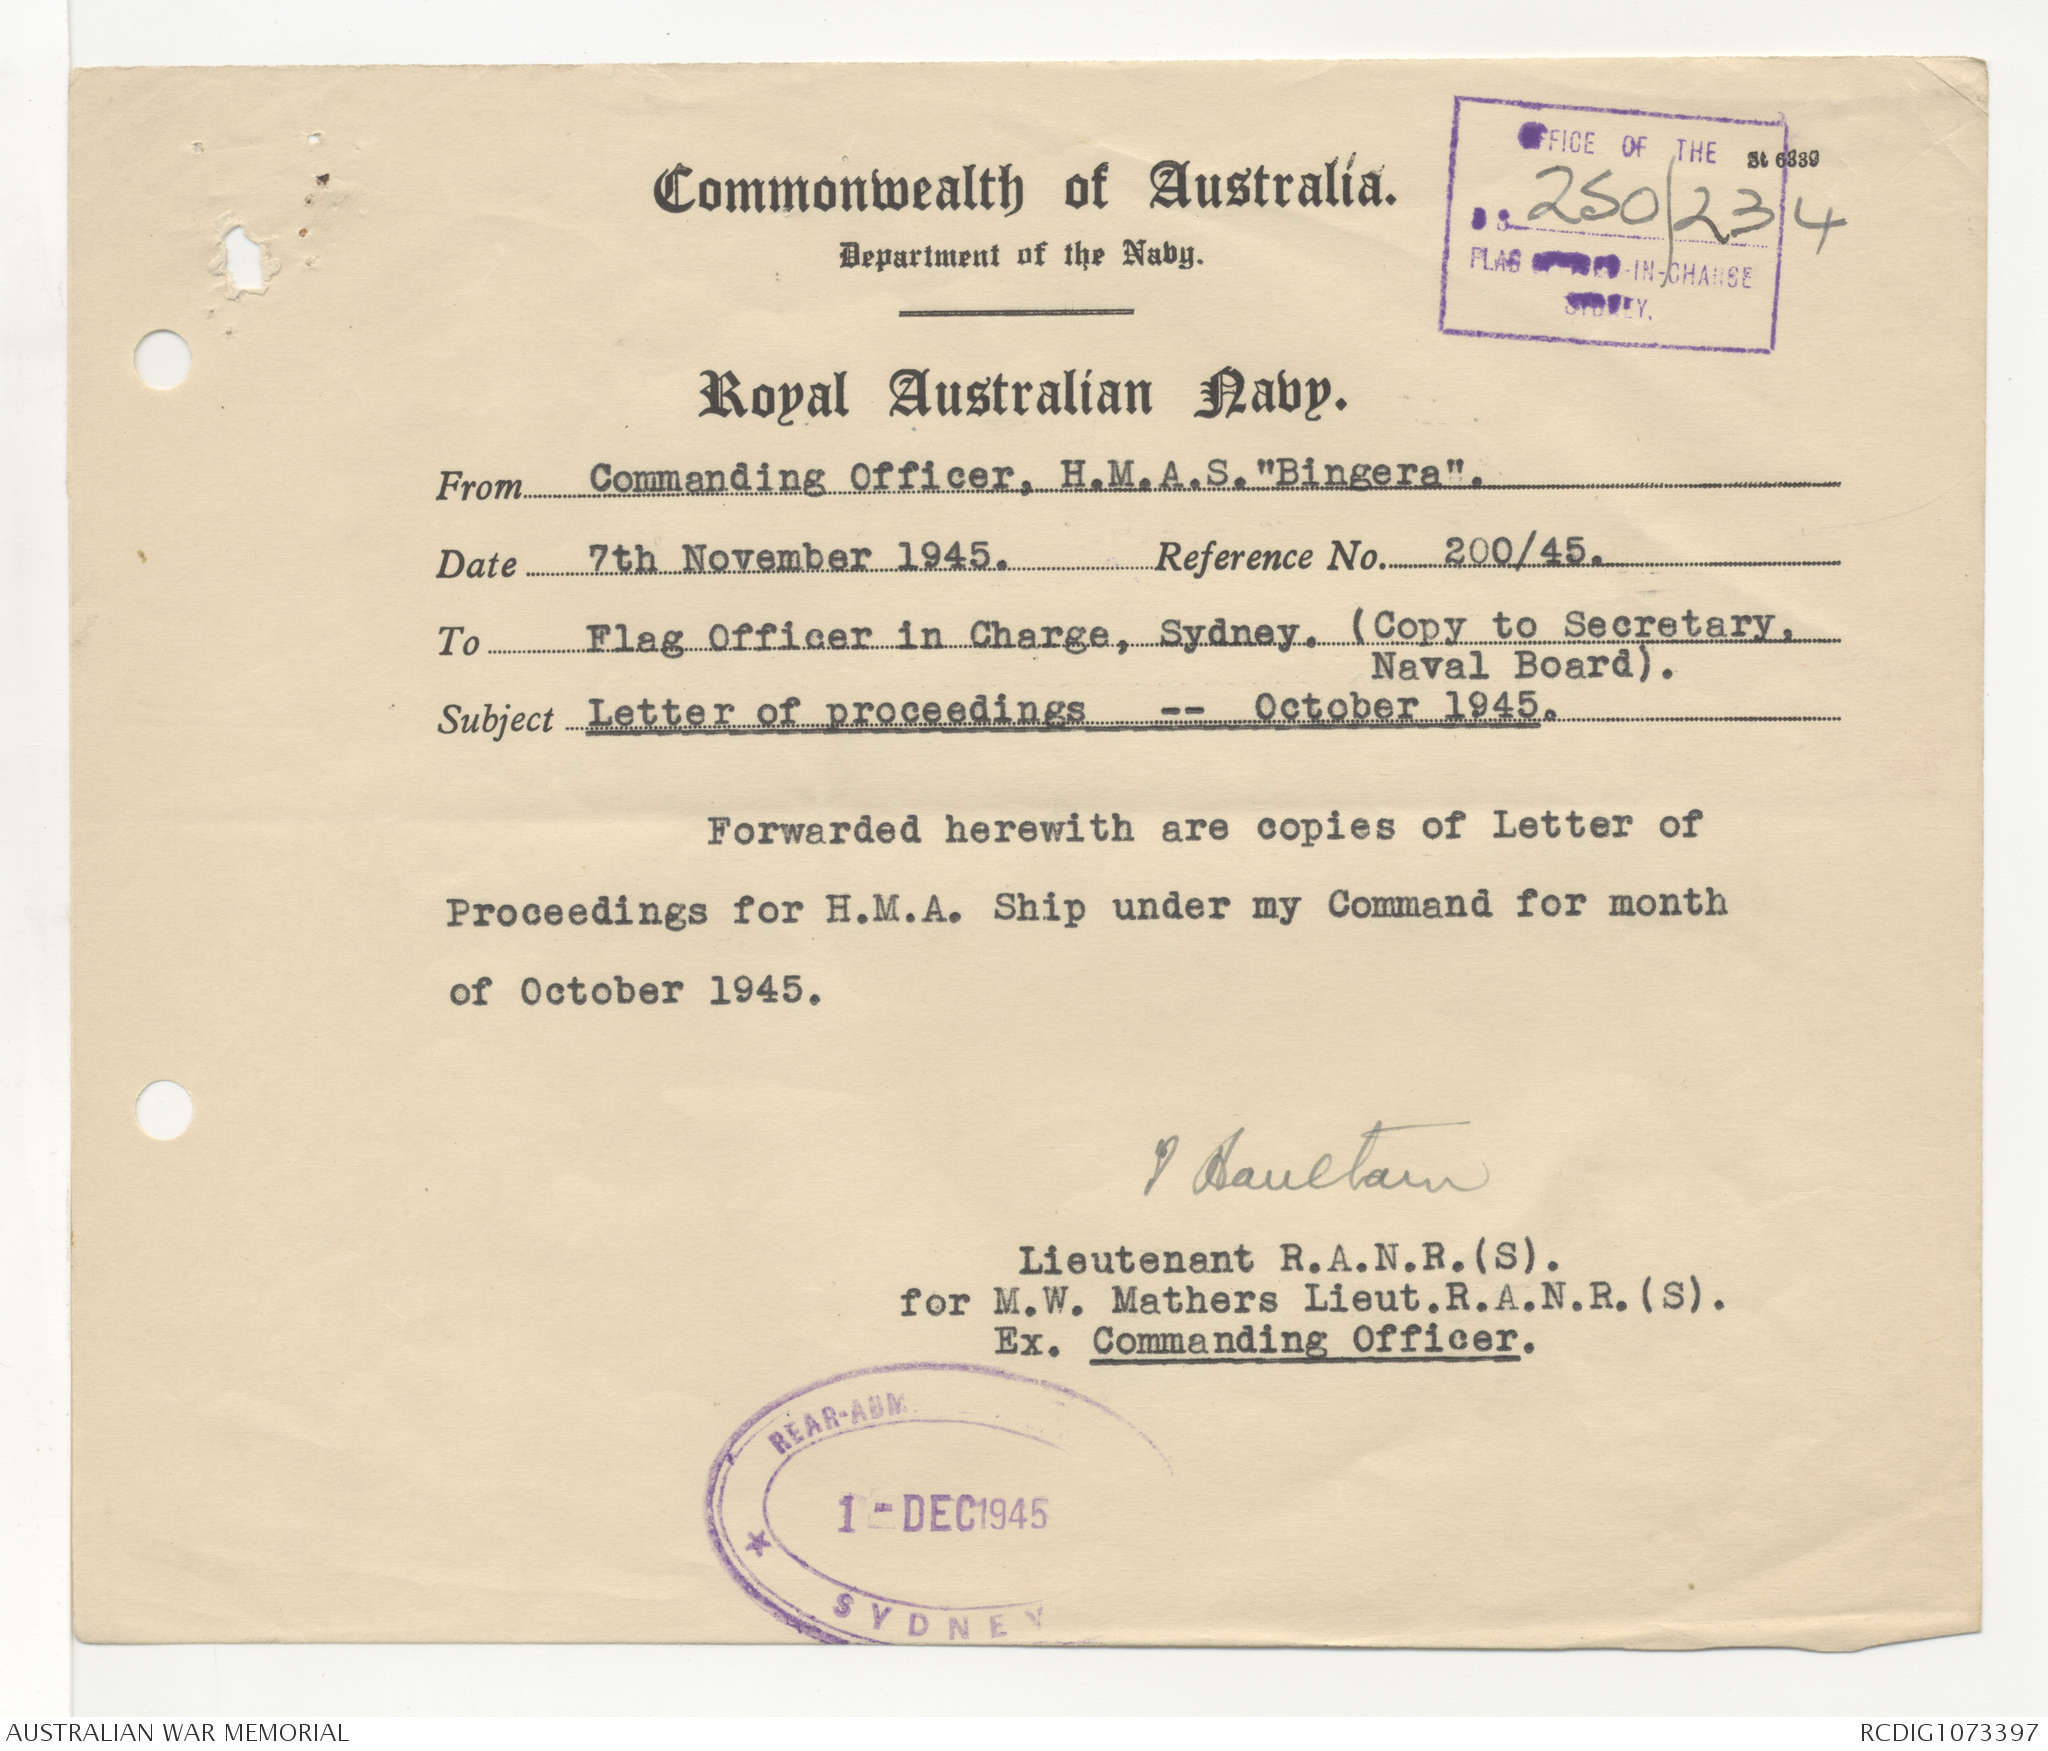 OFFICE OF THE
St 6339
250/234
FLAG -IN-CHARGE
SYDNEY.
Commonwealth of Australia.
Department of the Navy.
Royal Australian Navy.
From Commanding Officer, H.M.A.S."Bingera".
Date 7th November 1945. Reference No. 200/45.
To Flag Officer in Charge, Sydney. (Copy to Secretary,
Naval Board).
Subject Letter of proceedings -- October 1945.
Forwarded herewith are copies of Letter of
Proceedings for H.M.A. Ship under my Command for month
of October 1945.
Lieutenant R.A.N.R.(S).
for M.W. Mathers Lieut.R.A.N.R.(S).
Ex. Commanding Officer.
REAR-ADM
1 - DEC 1945
SYDNEY
AUSTRALIAN WAR MEMORIAL
RCDIG1073397